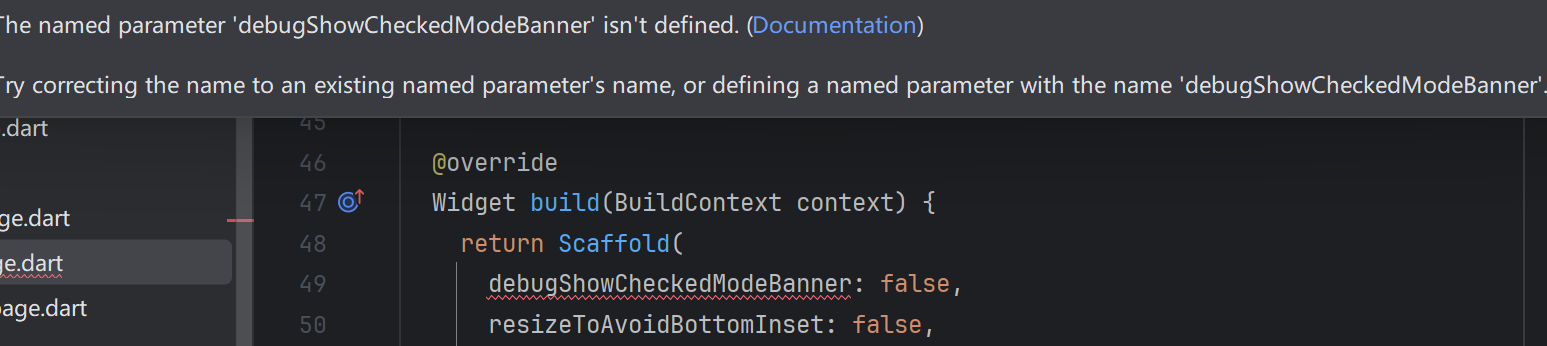 The named parameter 'debugShowCheckedModeBanner' isn't defined. (Documentation)
Try correcting the name to an existing named parameter's name, or defining a named parameter with the name 'debugShowCheckedModeBanner'.
.dart
ge.dart
ge.dart
page.dart
45
46 @override
47 Widget build(BuildContext context) {
48 return Scaffold(
49 debugShowCheckedModeBanner: false,
50 resizeToAvoidBottomInset: false,